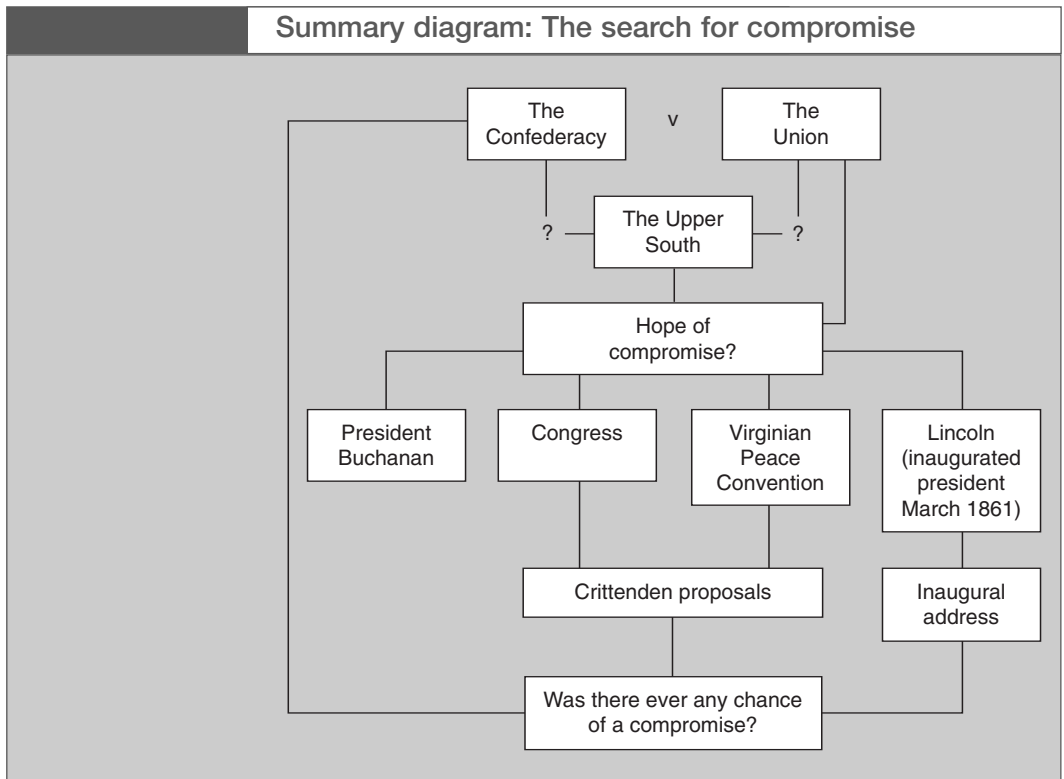 Summary diagram: The search for compromise
The
Confederacy
v
The
Union
?
The Upper
South
?
Hope of
compromise?
President
Buchanan
Congress
Virginian
Peace
Convention
Lincoln
(inaugurated
president
March 1861)
Crittenden proposals
Inaugural
address
Was there ever any chance
of a compromise?